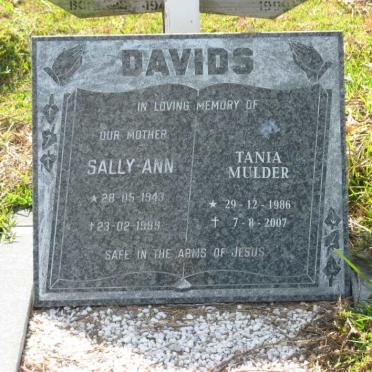 DAVIDS
IN LOVING MEMORY OF
OUR MOTHER
SALLY-ANN
★ 28-05-1943
✝ 23-02-1999
TANIA
MULDER
★ 29-12-1986
✝ 7-8-2007
SAFE IN THE ARMS OF JESUS